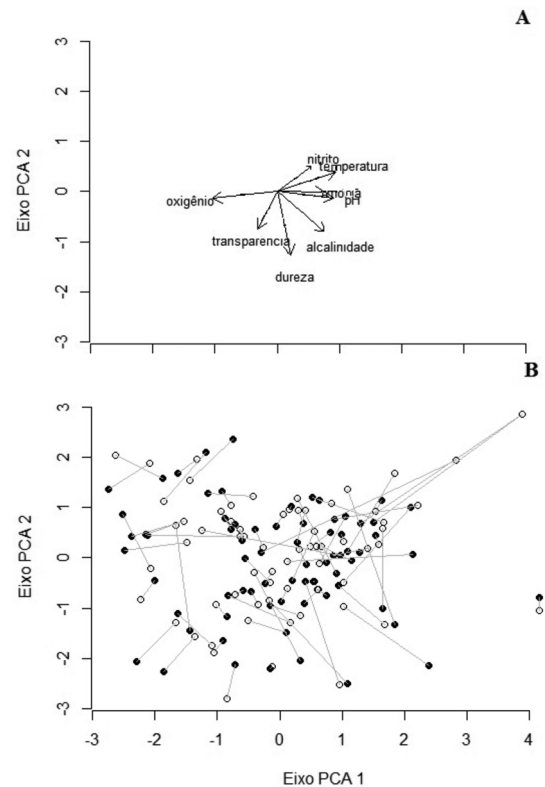 A
3
2
1
0
-1
-2
-3
Eixo PCA 2
nitrito
temperatura
amonia
pH
oxigênio
transparencia
alcalinidade
dureza
B
3
2
1
0
-1
-2
-3
Eixo PCA 2
-3 -2 -1 0 1 2 3 4
Eixo PCA 1